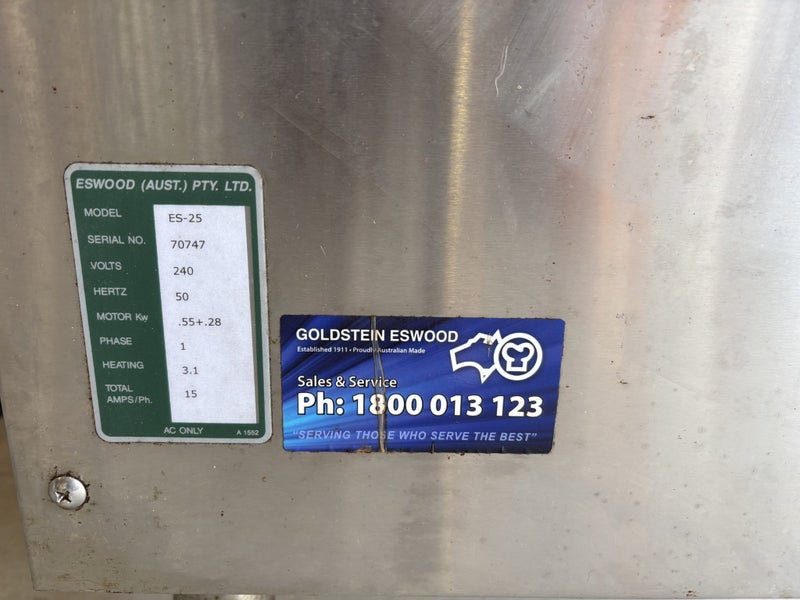 ESWOOD (AUST.) PTY. LTD.
MODEL ES-25
SERIAL NO. 70747
VOLTS 240
HERTZ 50
MOTOR Kw .55+.28
PHASE 1
HEATING 3.1
TOTAL AMPS/Ph. 15
AC ONLY A 1552
GOLDSTEIN ESWOOD
Established 1911 • Proudly Australian Made
Sales & Service
Ph: 1800 013 123
"SERVING THOSE WHO SERVE THE BEST"